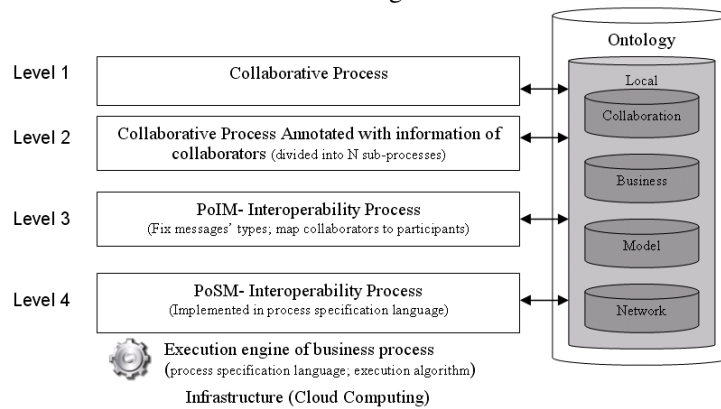 Ontology
Level 1
Collaborative Process
Local
Collaboration
Level 2
Collaborative Process Annotated with information of
collaborators (divided into N sub-processes)
Business
Level 3
PoIM- Interoperability Process
(Fix messages’ types; map collaborators to participants)
Model
Level 4
PoSM- Interoperability Process
(Implemented in process specification language)
Network
Execution engine of business process
(process specification language; execution algorithm)
Infrastructure (Cloud Computing)